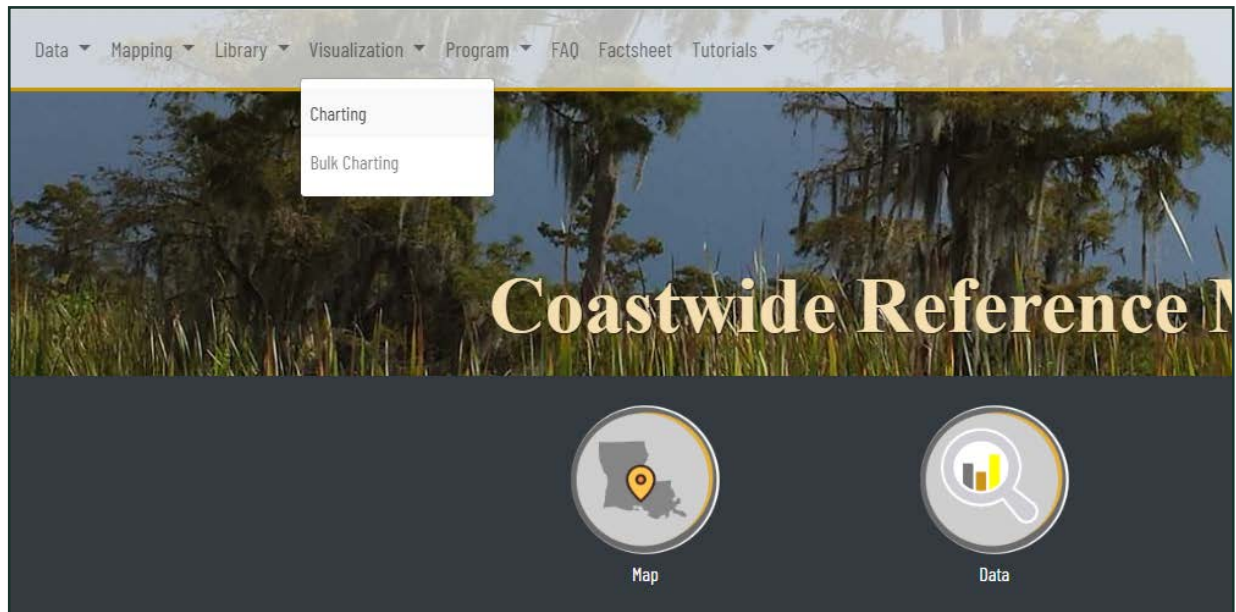 Data Mapping Library Visualization Program FAQ Factsheet Tutorials
Charting
Bulk Charting
Coastwide Reference
Map Data